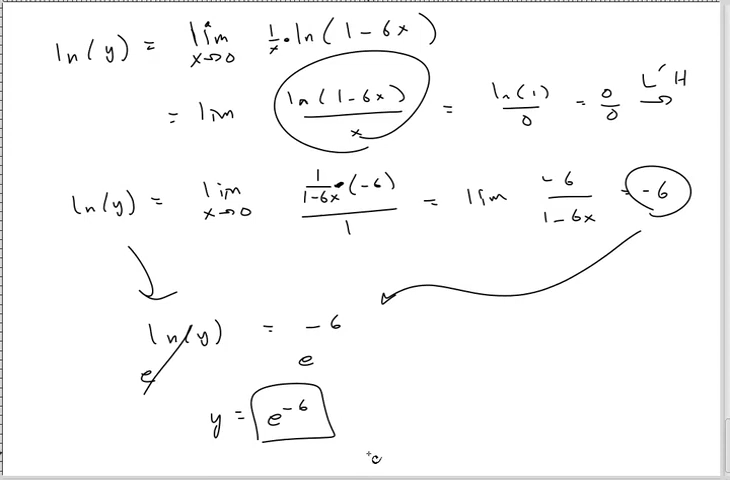 ln(y) = lim x→0 1/x • ln(1-6x)
= lim ln(1-6x)/x = ln(1)/0 = 0/0 L'H →
ln(y) = lim x→0 (1/(1-6x) • (-6))/1 = lim -6/(1-6x) = -6
ln(y) = -6
e e
y = e^-6